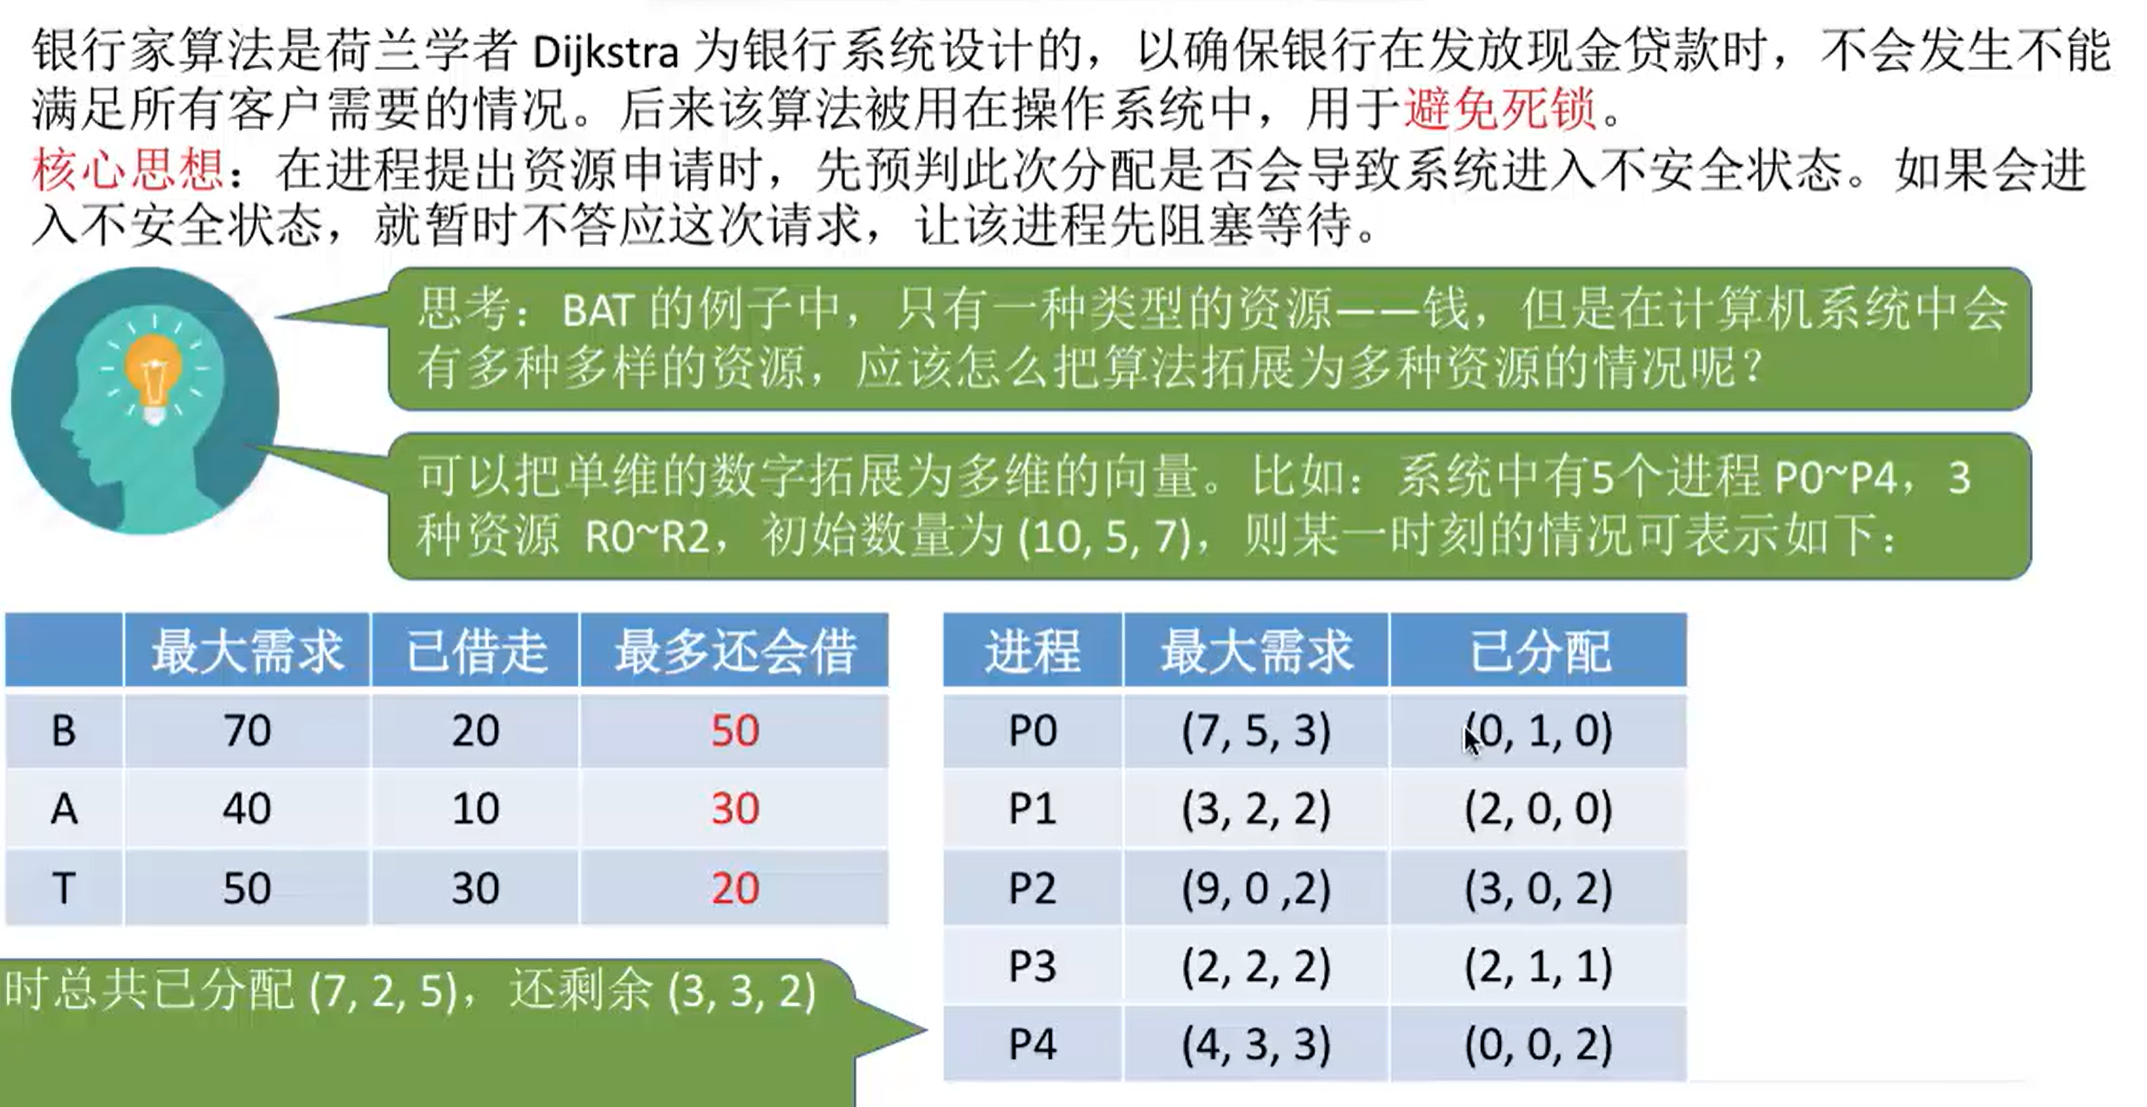 银行家算法是荷兰学者 Dijkstra 为银行系统设计的，以确保银行在发放现金贷款时，不会发生不能
满足所有客户需要的情况。后来该算法被用在操作系统中，用于避免死锁。
核心思想：在进程提出资源申请时，先预判此次分配是否会导致系统进入不安全状态。如果会进
入不安全状态，就暂时不答应这次请求，让该进程先阻塞等待。
思考：BAT 的例子中，只有一种类型的资源——钱，但是在计算机系统中会
有多种多样的资源，应该怎么把算法拓展为多种资源的情况呢？
可以把单维的数字拓展为多维的向量。比如：系统中有5个进程 P0~P4，3
种资源 R0~R2，初始数量为 (10, 5, 7)，则某一时刻的情况可表示如下：
最大需求 已借走 最多还会借
B 70 20 50
A 40 10 30
T 50 30 20
时总共已分配 (7, 2, 5)，还剩余 (3, 3, 2)
进程 最大需求 已分配
P0 (7, 5, 3) (0, 1, 0)
P1 (3, 2, 2) (2, 0, 0)
P2 (9, 0 ,2) (3, 0, 2)
P3 (2, 2, 2) (2, 1, 1)
P4 (4, 3, 3) (0, 0, 2)